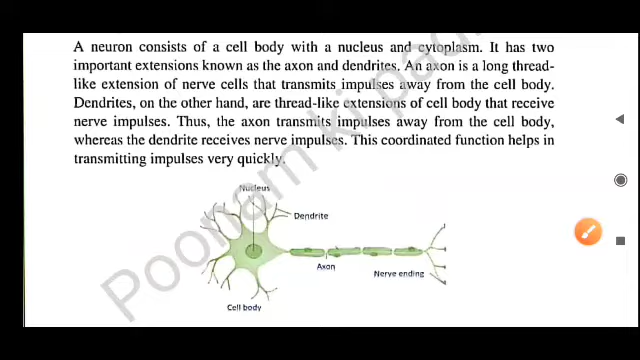 A neuron consists of a cell body with a nucleus and cytoplasm. It has two
important extensions known as the axon and dendrites. An axon is a long thread-
like extension of nerve cells that transmits impulses away from the cell body.
Dendrites, on the other hand, are thread-like extensions of cell body that receive
nerve impulses. Thus, the axon transmits impulses away from the cell body,
whereas the dendrite receives nerve impulses. This coordinated function helps in
transmitting impulses very quickly.
Nucleus
Dendrite
Axon
Nerve ending
Cell body
Poonam ki padh